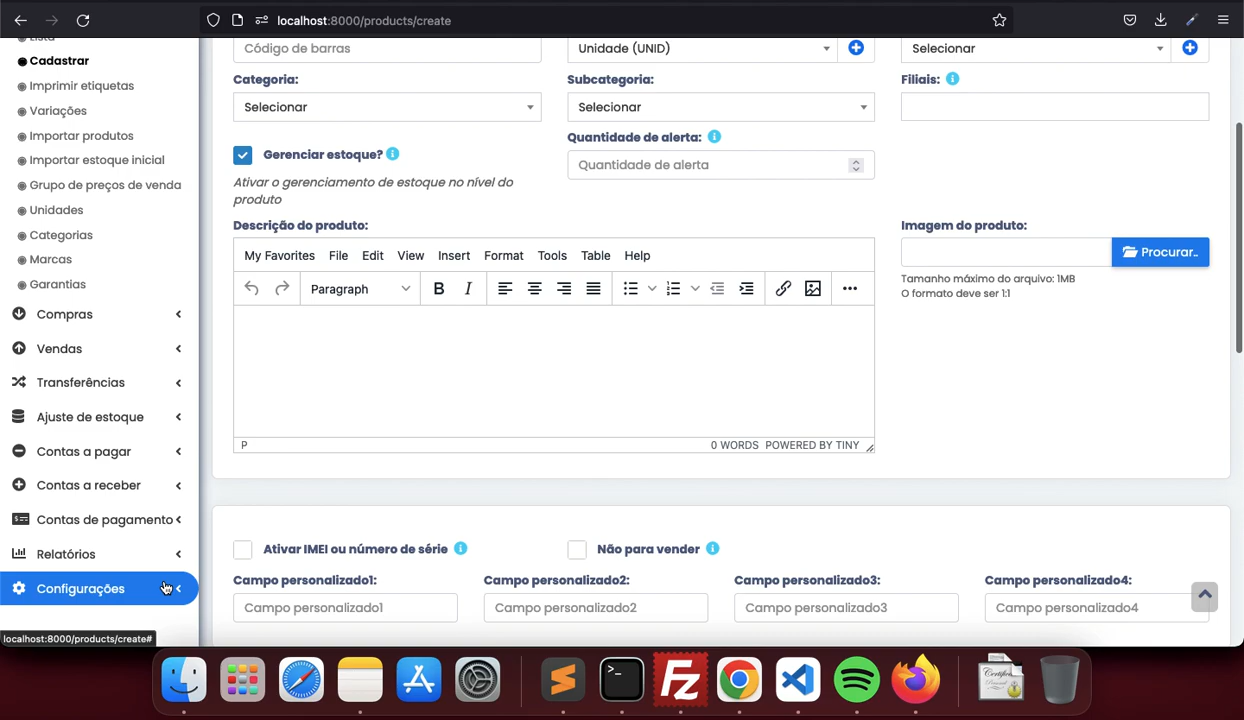 localhost:8000/products/create
Lista
Cadastrar
Imprimir etiquetas
Variações
Importar produtos
Importar estoque inicial
Grupo de preços de venda
Unidades
Categorias
Marcas
Garantias
Compras
Vendas
Transferências
Ajuste de estoque
Contas a pagar
Contas a receber
Contas de pagamento
Relatórios
Configurações
localhost:8000/products/create#
Código de barras
Unidade (UNID)
Selecionar
Categoria:
Subcategoria:
Filiais:
Selecionar
Selecionar
Gerenciar estoque?
Quantidade de alerta:
Quantidade de alerta
Ativar o gerenciamento de estoque no nível do
produto
Descrição do produto:
Imagem do produto:
My Favorites File Edit View Insert Format Tools Table Help
Procurar..
Paragraph B I
Tamanho máximo do arquivo: 1MB
O formato deve ser 1:1
P 0 WORDS POWERED BY TINY
Ativar IMEI ou número de série
Não para vender
Campo personalizado1:
Campo personalizado2:
Campo personalizado3:
Campo personalizado4:
Campo personalizado1
Campo personalizado2
Campo personalizado3
Campo personalizado4
Fz